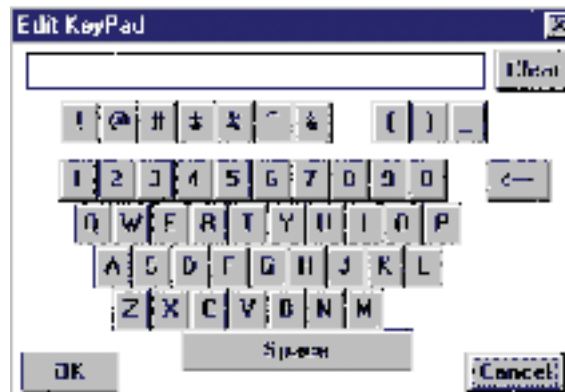 Edit KeyPad
Clear
! @ # $ % ^ & ( ) _
1 2 3 4 5 6 7 8 9 0 <--
Q W E R T Y U I O P
A S D F G H J K L
Z X C V B N M
Space
OK Cancel